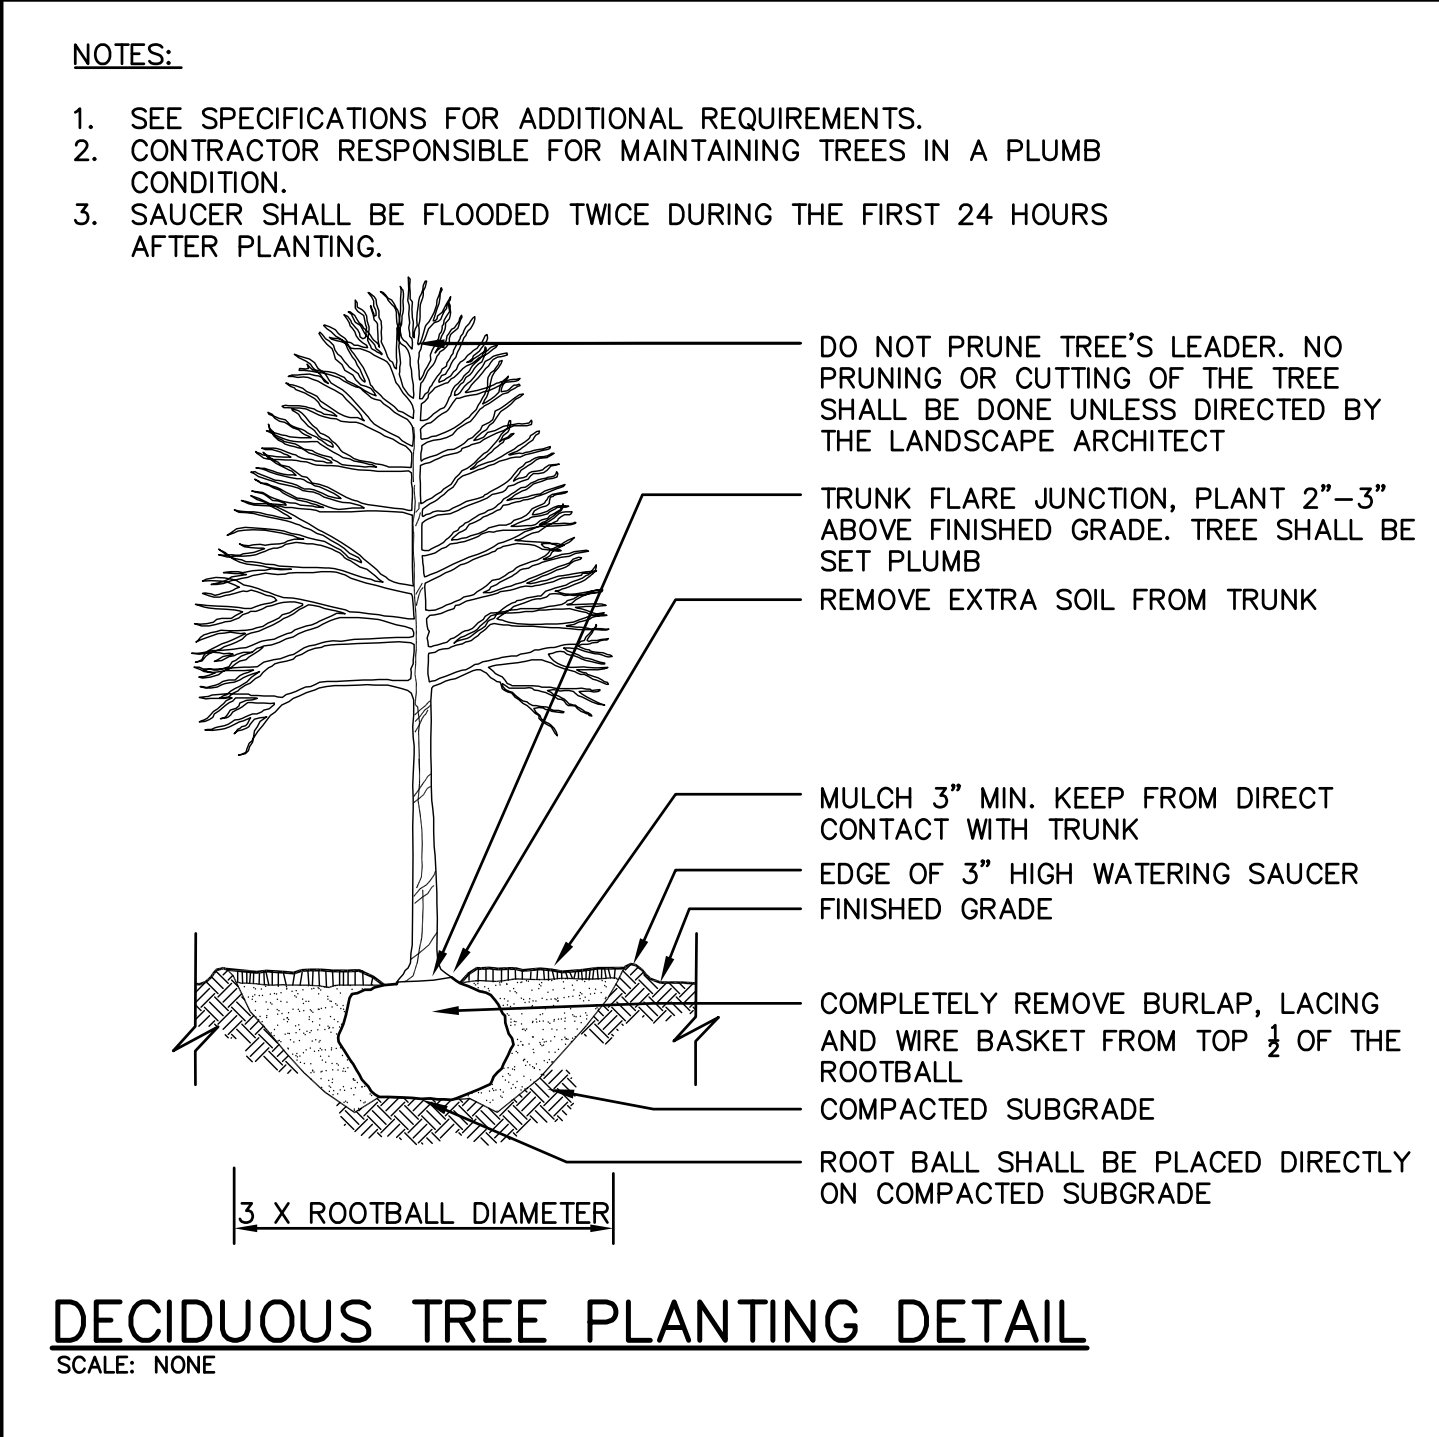 NOTES:
1. SEE SPECIFICATIONS FOR ADDITIONAL REQUIREMENTS.
2. CONTRACTOR RESPONSIBLE FOR MAINTAINING TREES IN A PLUMB
CONDITION.
3. SAUCER SHALL BE FLOODED TWICE DURING THE FIRST 24 HOURS
AFTER PLANTING.
DO NOT PRUNE TREE'S LEADER. NO
PRUNING OR CUTTING OF THE TREE
SHALL BE DONE UNLESS DIRECTED BY
THE LANDSCAPE ARCHITECT
TRUNK FLARE JUNCTION, PLANT 2"-3"
ABOVE FINISHED GRADE. TREE SHALL BE
SET PLUMB
REMOVE EXTRA SOIL FROM TRUNK
MULCH 3" MIN. KEEP FROM DIRECT
CONTACT WITH TRUNK
EDGE OF 3" HIGH WATERING SAUCER
FINISHED GRADE
COMPLETELY REMOVE BURLAP, LACING
AND WIRE BASKET FROM TOP ½ OF THE
ROOTBALL
COMPACTED SUBGRADE
ROOT BALL SHALL BE PLACED DIRECTLY
ON COMPACTED SUBGRADE
3 X ROOTBALL DIAMETER
DECIDUOUS TREE PLANTING DETAIL
SCALE: NONE